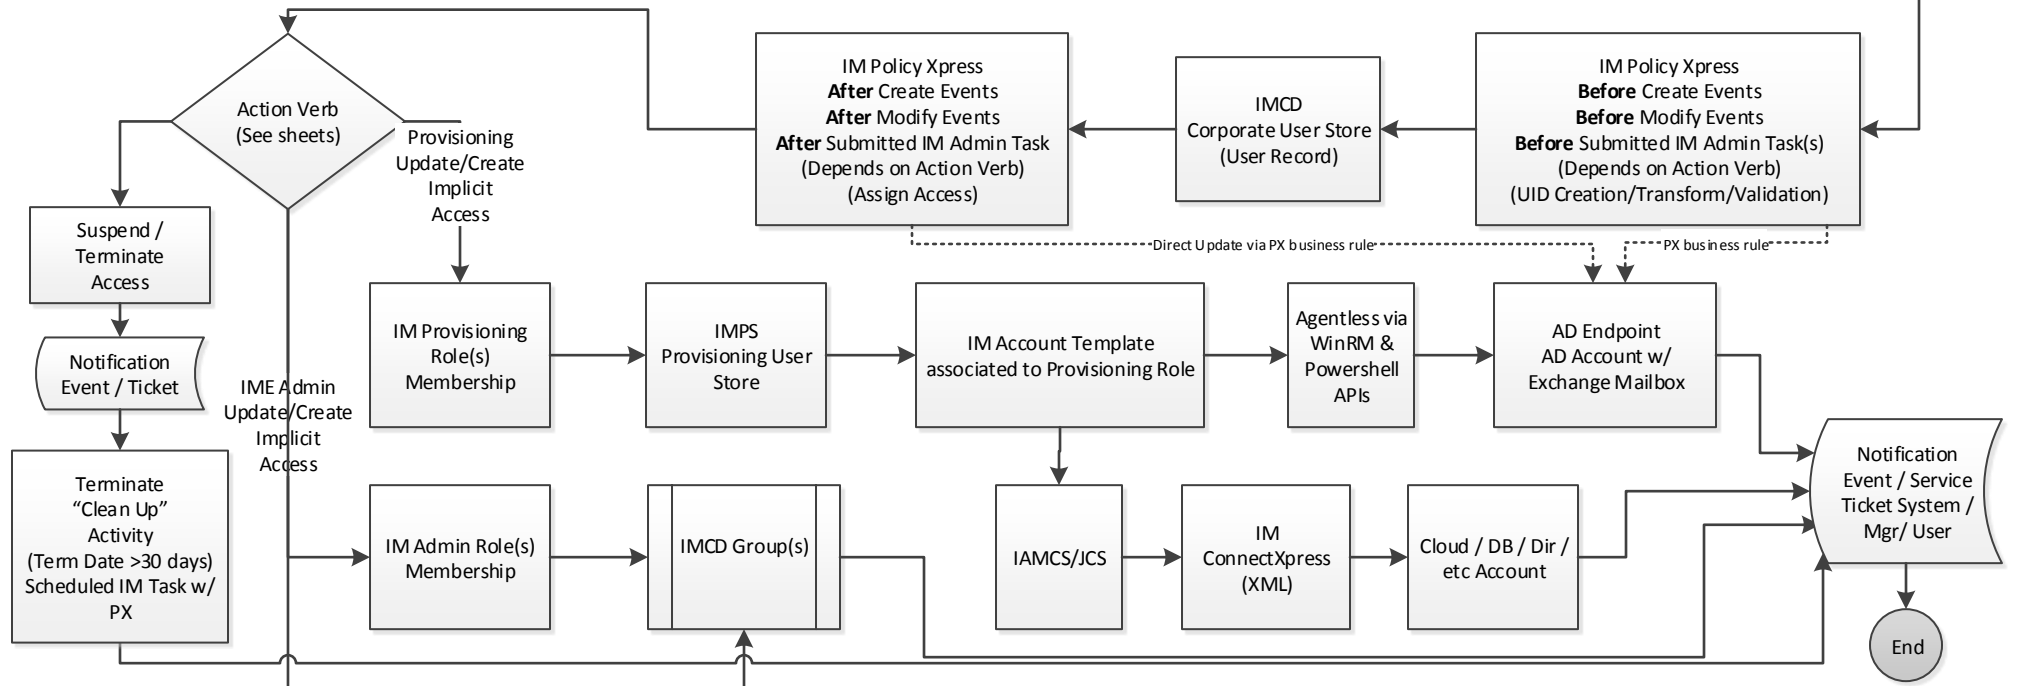 Action Verb
(See sheets)
IM Policy Xpress
After Create Events
After Modify Events
After Submitted IM Admin Task
(Depends on Action Verb)
(Assign Access)
IMCD
Corporate User Store
(User Record)
IM Policy Xpress
Before Create Events
Before Modify Events
Before Submitted IM Admin Task(s)
(Depends on Action Verb)
(UID Creation/Transform/Validation)
Provisioning
Update/Create
Implicit
Access
Direct Update via PX business rule
PX business rule
Suspend /
Terminate
Access
Notification
Event / Ticket
Terminate
“Clean Up”
Activity
(Term Date >30 days)
Scheduled IM Task w/
PX
IME Admin
Update/Create
Implicit
Access
IM Provisioning
Role(s)
Membership
IMPS
Provisioning User
Store
IM Account Template
associated to Provisioning Role
Agentless via
WinRM &
Powershell
APIs
AD Endpoint
AD Account w/
Exchange Mailbox
IM Admin Role(s)
Membership
IMCD Group(s)
IAMCS/JCS
IM
ConnectXpress
(XML)
Cloud / DB / Dir /
etc Account
Notification
Event / Service
Ticket System /
Mgr/ User
End